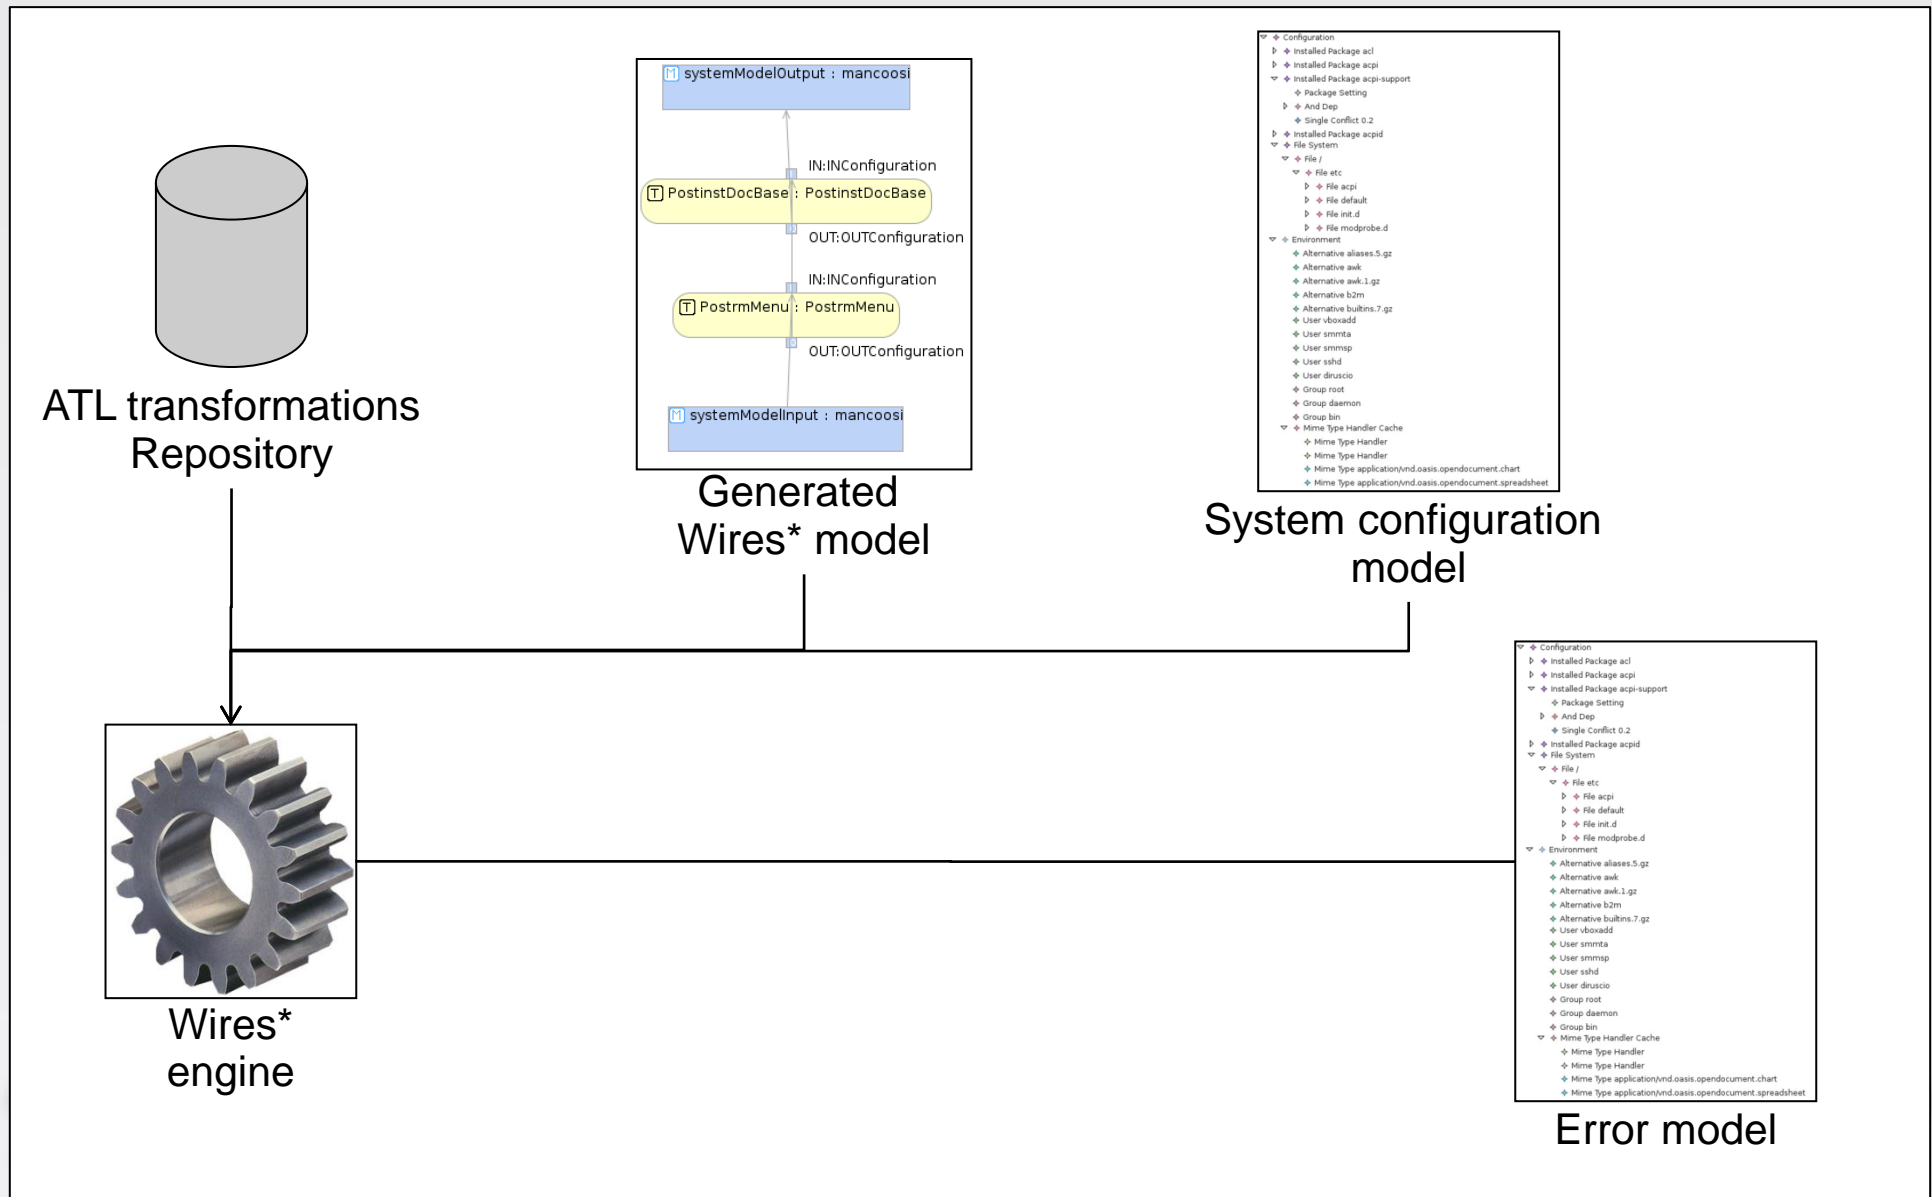 ATL transformations
Repository
systemModelOutput : mancoosi
IN:INConfiguration
T PostinstDocBase : PostinstDocBase
OUT:OUTConfiguration
IN:INConfiguration
T PostrmMenu : PostrmMenu
OUT:OUTConfiguration
M systemModelInput : mancoosi
Generated
Wires* model
Configuration
Installed Package acl
Installed Package acpi
Installed Package acpi-support
Package Setting
And Dep
Single Conflict 0.2
Installed Package acpid
File System
File /
File etc
File acpi
File default
File init.d
File modprobe.d
Environment
Alternative aliases.5.gz
Alternative awk
Alternative awk.1.gz
Alternative b2m
Alternative builtins.7.gz
User vboxadd
User smmta
User smmsp
User sshd
User diruscio
Group root
Group daemon
Group bin
Mime Type Handler Cache
Mime Type Handler
Mime Type Handler
Mime Type application/vnd.oasis.opendocument.chart
Mime Type application/vnd.oasis.opendocument.spreadsheet
System configuration
model
Wires*
engine
Configuration
Installed Package acl
Installed Package acpi
Installed Package acpi-support
Package Setting
And Dep
Single Conflict 0.2
Installed Package acpid
File System
File /
File etc
File acpi
File default
File init.d
File modprobe.d
Environment
Alternative aliases.5.gz
Alternative awk
Alternative awk.1.gz
Alternative b2m
Alternative builtins.7.gz
User vboxadd
User smmta
User smmsp
User sshd
User diruscio
Group root
Group daemon
Group bin
Mime Type Handler Cache
Mime Type Handler
Mime Type Handler
Mime Type application/vnd.oasis.opendocument.chart
Mime Type application/vnd.oasis.opendocument.spreadsheet
Error model